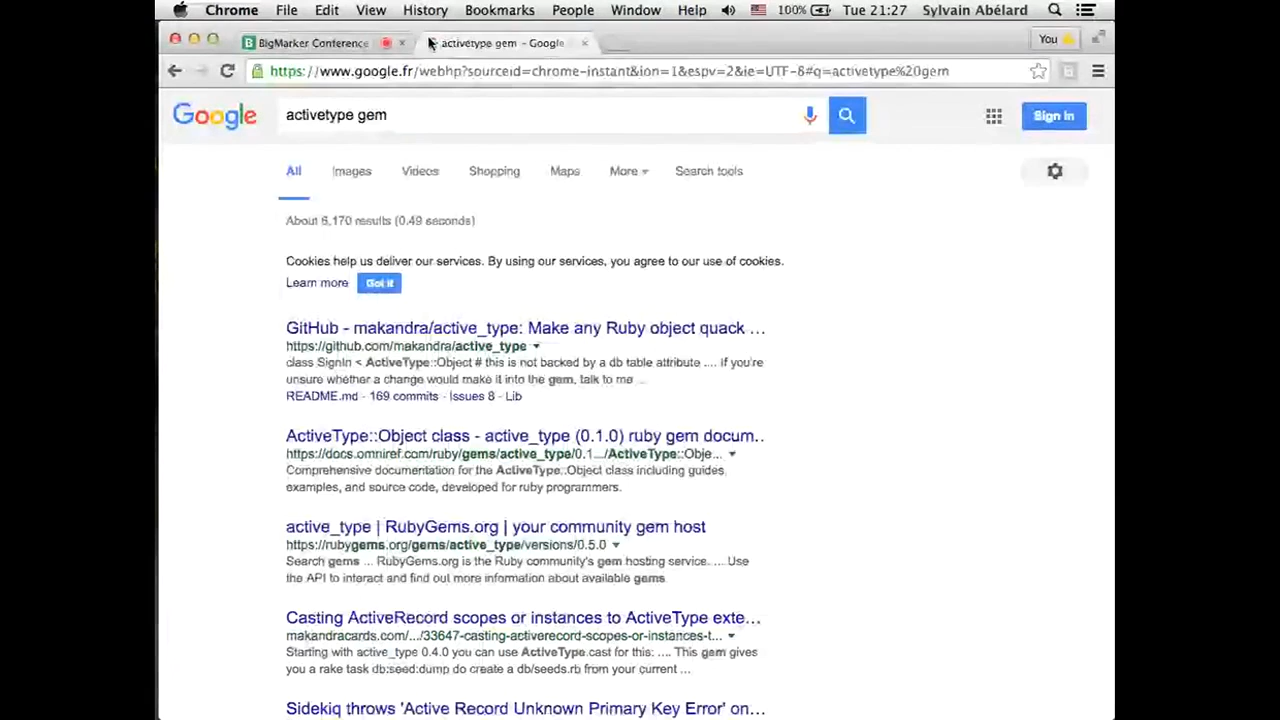 Chrome File Edit View History Bookmarks People Window Help 100% Tue 21:27 Sylvain Abélard
BigMarker Conference activetype gem - Google You
https://www.google.fr/webhp?sourceid=chrome-instant&ion=1&espv=2&ie=UTF-8#q=activetype%20gem
Google activetype gem Sign in
All Images Videos Shopping Maps More Search tools
About 6,170 results (0.49 seconds)
Cookies help us deliver our services. By using our services, you agree to our use of cookies.
Learn more Got it
GitHub - makandra/active_type: Make any Ruby object quack ...
https://github.com/makandra/active_type
class SignIn < ActiveType::Object # this is not backed by a db table attribute .... If you're
unsure whether a change would make it into the gem, talk to me ...
README.md - 169 commits - Issues 8 - Lib
ActiveType::Object class - active_type (0.1.0) ruby gem docum...
https://docs.omniref.com/ruby/gems/active_type/0.1.../ActiveType::Obje...
Comprehensive documentation for the ActiveType::Object class including guides,
examples, and source code, developed for ruby programmers.
active_type | RubyGems.org | your community gem host
https://rubygems.org/gems/active_type/versions/0.5.0
Search gems ... RubyGems.org is the Ruby community's gem hosting service. ... Use
the API to interact and find out more information about available gems.
Casting ActiveRecord scopes or instances to ActiveType exte...
makandracards.com/.../33647-casting-activerecord-scopes-or-instances-t...
Starting with active_type 0.4.0 you can use ActiveType.cast for this: .... This gem gives
you a rake task db:seed:dump do create a db/seeds.rb from your current ...
Sidekiq throws 'Active Record Unknown Primary Key Error' on...